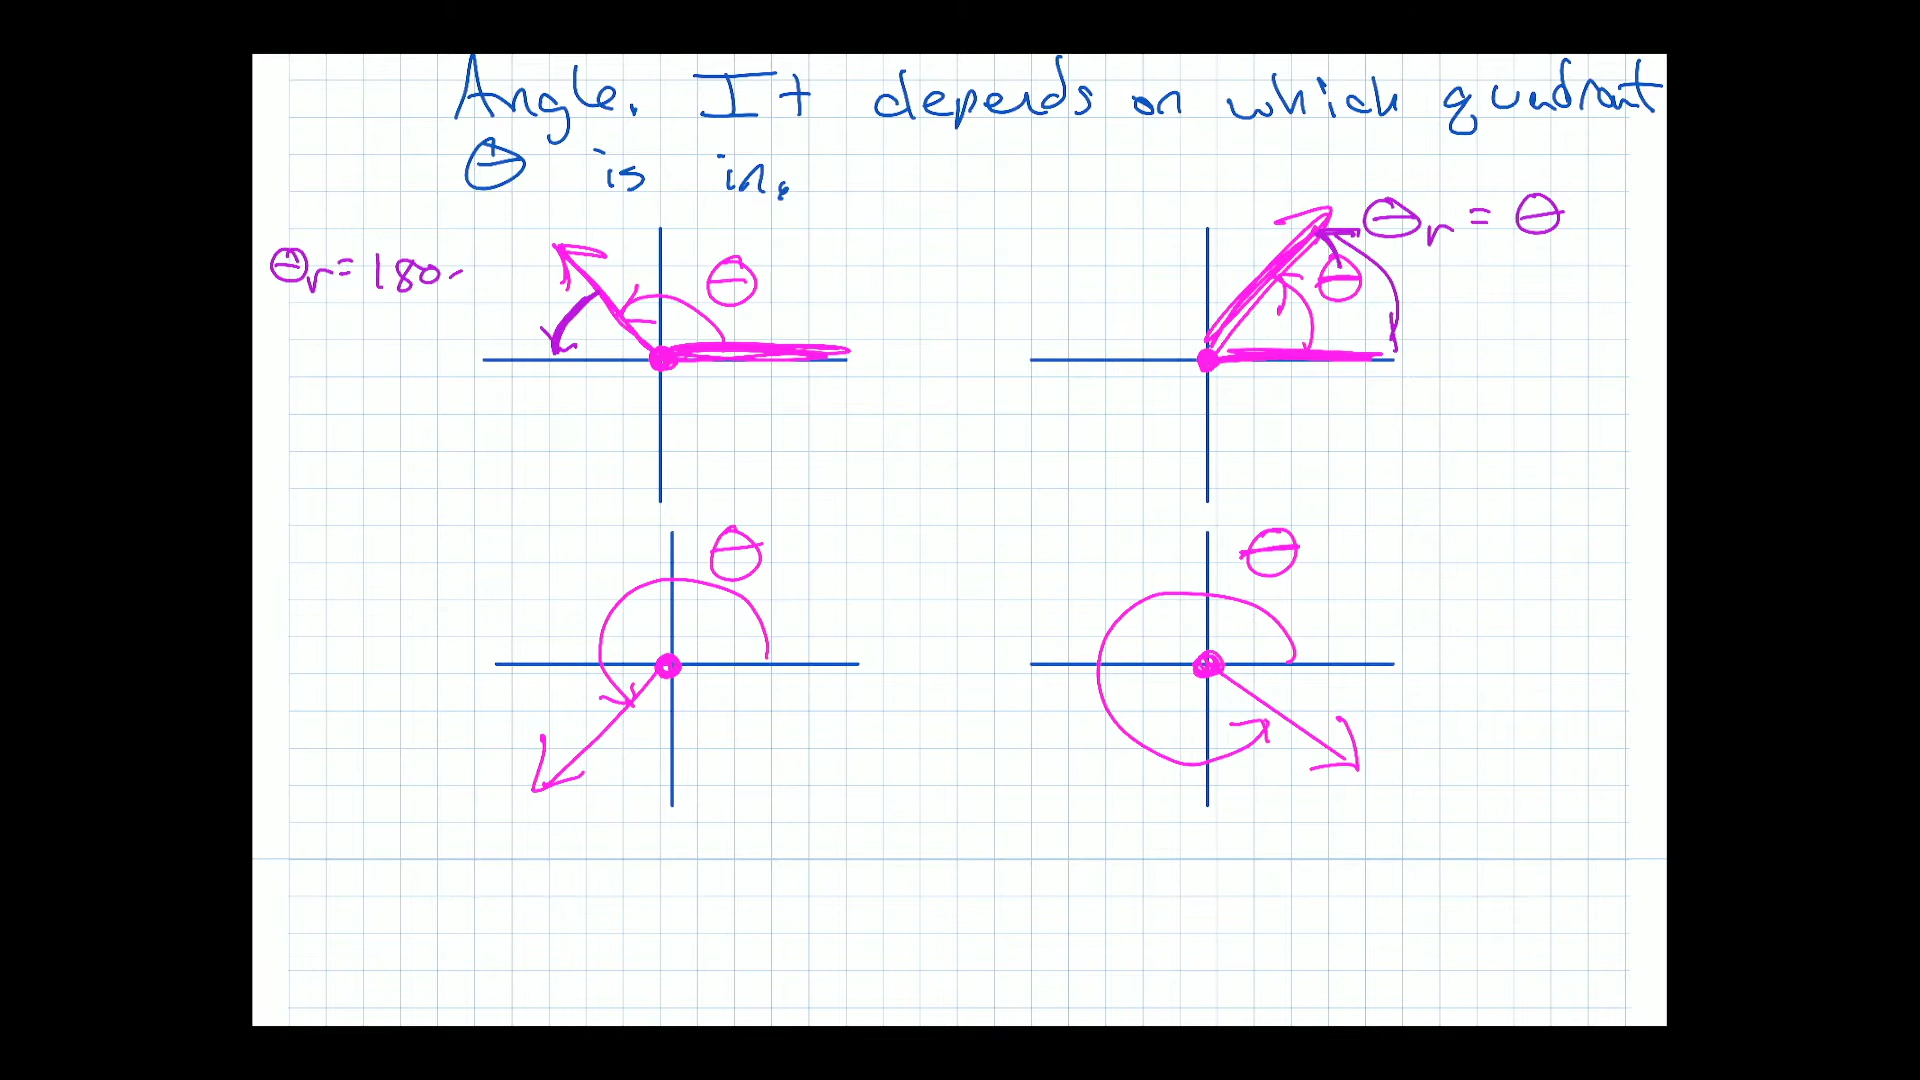 Angle. It depends on which quadrant
Θ is in.
Θr = Θ
Θr = 180-
Θ
Θ
Θ
Θ